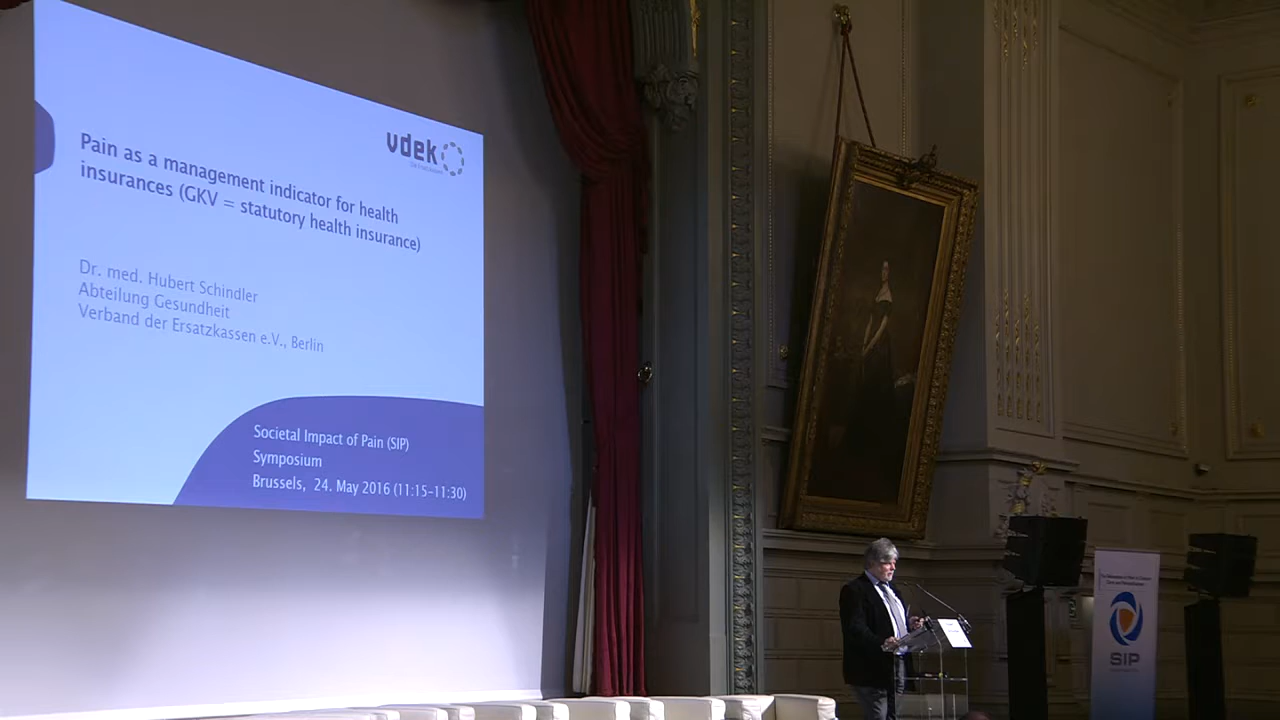 vdek
Pain as a management indicator for health
insurances (GKV = statutory health insurance)
Dr. med. Hubert Schindler
Abteilung Gesundheit
Verband der Ersatzkassen e.V., Berlin
Societal Impact of Pain (SIP)
Symposium
Brussels, 24. May 2016 (11:15-11:30)
SIP